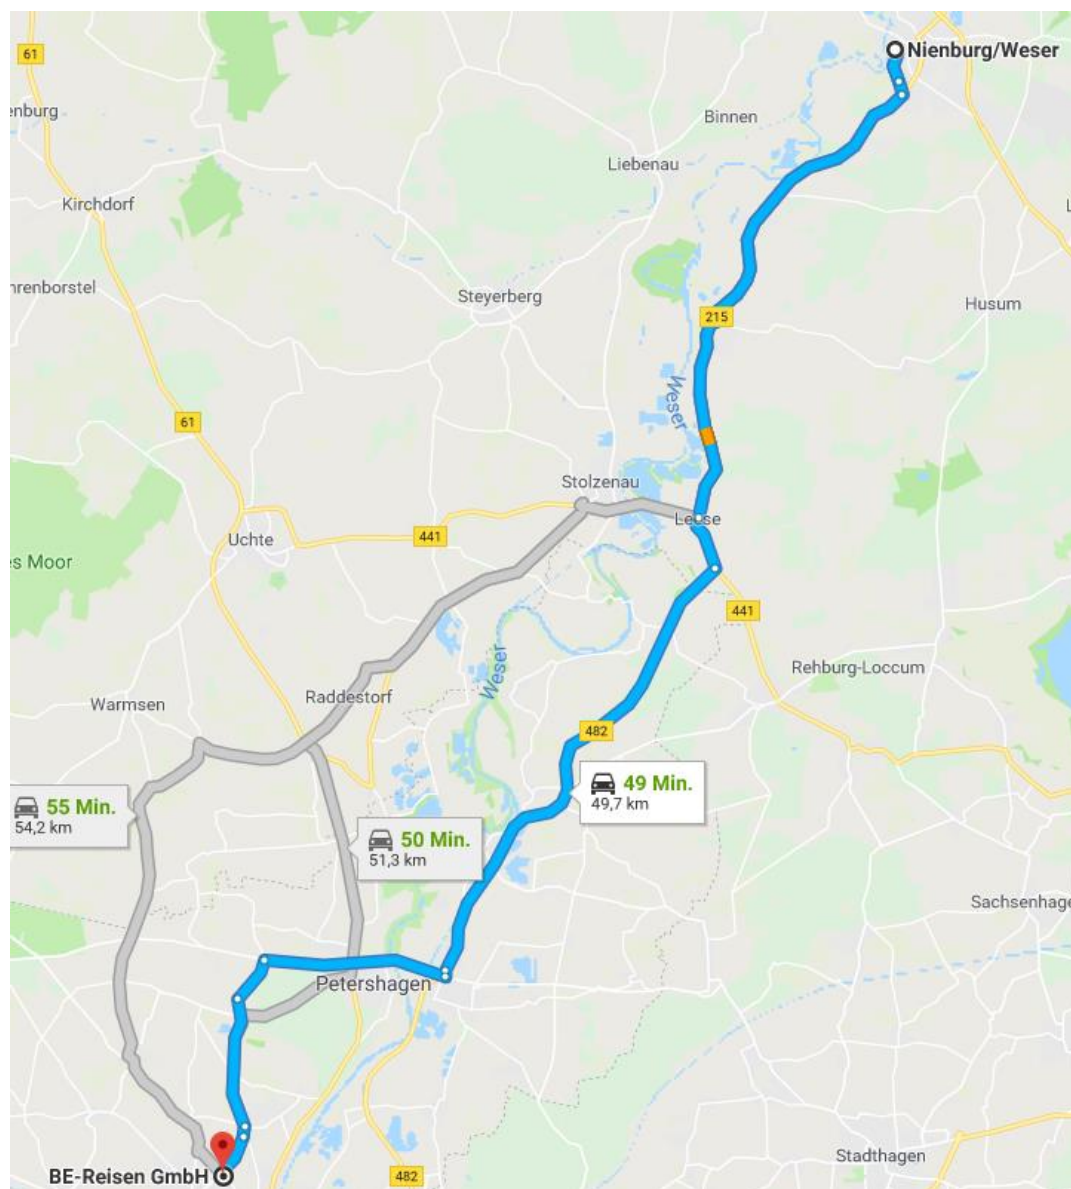 61
Nienburg/Weser
enburg
Binnen
Liebenau
Kirchdorf
L
hrenborstel
Steyerberg
Husum
215
Weser
61
Stolzenau
Leese
441
Uchte
es Moor
441
Weser
Rehburg-Loccum
Raddestorf
Warmsen
482
49 Min.
49,7 km
55 Min.
54,2 km
50 Min.
51,3 km
Sachsenhage
Petershagen
Stadthagen
BE-Reisen GmbH
482